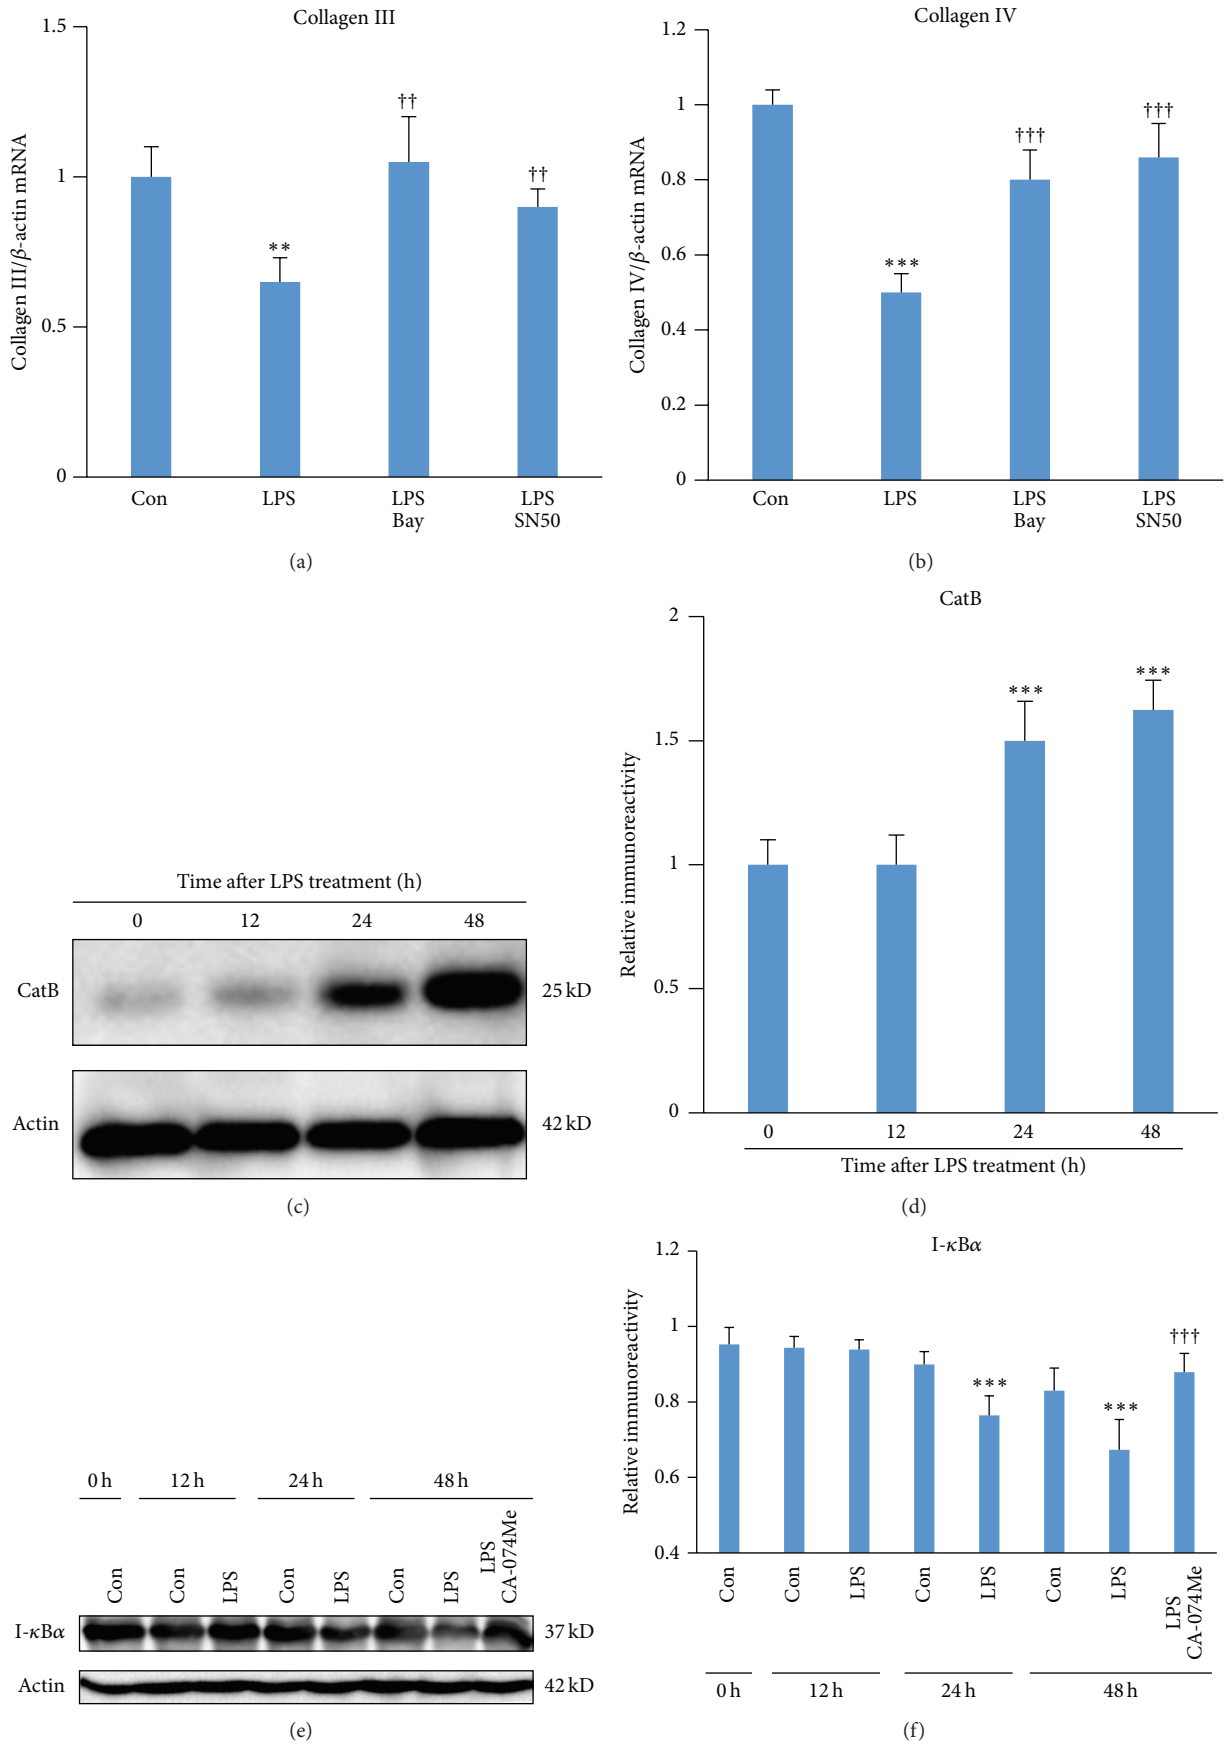 Collagen III
1.5
1
0.5
0
Collagen III/β-actin mRNA
**
††
††
Con
LPS
LPS
Bay
LPS
SN50
(a)
Collagen IV
1.2
1
0.8
0.6
0.4
0.2
0
Collagen IV/β-actin mRNA
***
†††
†††
Con
LPS
LPS
Bay
LPS
SN50
(b)
Time after LPS treatment (h)
0 12 24 48
CatB 25 kD
Actin 42 kD
(c)
CatB
2
1.5
1
0.5
0
Relative immunoreactivity
***
***
0 12 24 48
Time after LPS treatment (h)
(d)
0 h 12 h 24 h 48 h
Con
Con
LPS
Con
LPS
Con
LPS
LPS
CA-074Me
I-κBα 37 kD
Actin 42 kD
(e)
I-κBα
1.2
1
0.8
0.6
0.4
Relative immunoreactivity
***
***
†††
Con
Con
LPS
Con
LPS
Con
LPS
LPS
CA-074Me
0 h 12 h 24 h 48 h
(f)